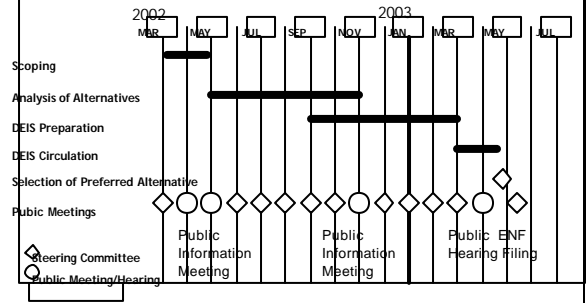 2002 2003
MAR MAY JUL SEP NOV JAN MAR MAY JUL
Scoping
Analysis of Alternatives
DEIS Preparation
DEIS Circulation
Selection of Preferred Alternative
Pubic Meetings
Public Public Public ENF
Information Information Hearing Filing
Meeting Meeting
Steering Committee
Public Meeting/Hearing